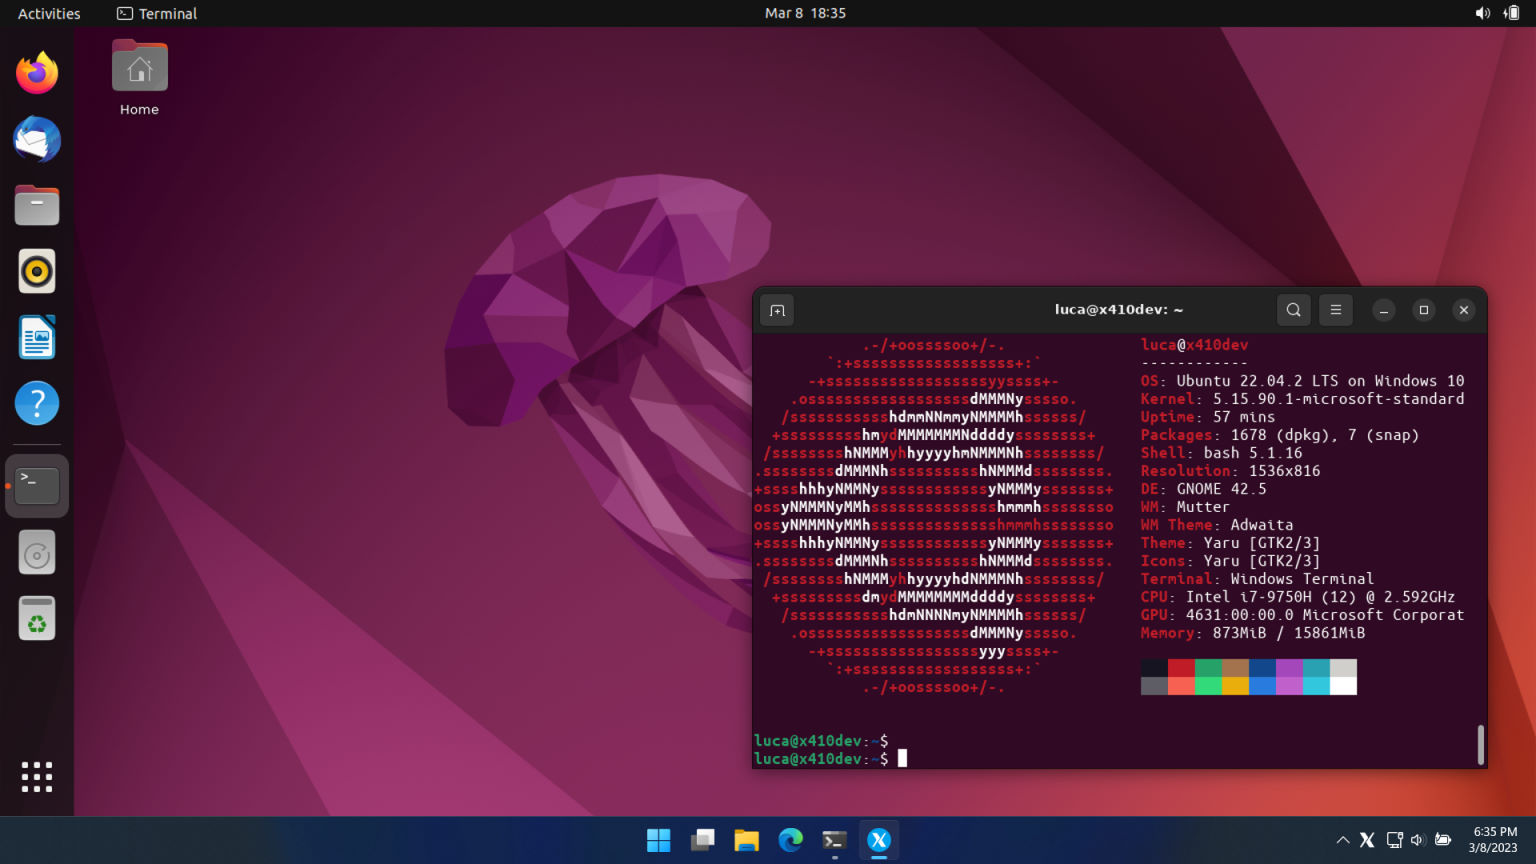 Activities Terminal Mar 8 18:35
Home
luca@x410dev: ~
.-/+oossssoo+/-. luca@x410dev
`:+ssssssssssssssssss+:` ------------
-+ssssssssssssssssssyyssss+- OS: Ubuntu 22.04.2 LTS on Windows 10
.ossssssssssssssssssdMMMNysssso. Kernel: 5.15.90.1-microsoft-standard
/ssssssssssshdmmNNmmyNMMMMhssssss/ Uptime: 57 mins
+ssssssssshmydMMMMMMMNddddyssssssss+ Packages: 1678 (dpkg), 7 (snap)
/sssssssshNMMMyhhyyyyhmNMMMNhssssssss/ Shell: bash 5.1.16
.ssssssssdMMMNhsssssssssshNMMMdssssssss. Resolution: 1536x816
+sssshhhyNMMNyssssssssssssyNMMMysssssss+ DE: GNOME 42.5
ossyNMMMNyMMhsssssssssssssshmmmhssssssso WM: Mutter
ossyNMMMNyMMhsssssssssssssshmmmhssssssso WM Theme: Adwaita
+sssshhhyNMMNyssssssssssssyNMMMysssssss+ Theme: Yaru [GTK2/3]
.ssssssssdMMMNhsssssssssshNMMMdssssssss. Icons: Yaru [GTK2/3]
/sssssssshNMMMyhhyyyyhdNMMMNhssssssss/ Terminal: Windows Terminal
+sssssssssdmydMMMMMMMMddddyssssssss+ CPU: Intel i7-9750H (12) @ 2.592GHz
/ssssssssssshdmNNNNmyNMMMMhssssss/ GPU: 4631:00:00.0 Microsoft Corporat
.ossssssssssssssssssdMMMNysssso. Memory: 873MiB / 15861MiB
-+sssssssssssssssssyyyssss+-
`:+ssssssssssssssssss+:`
.-/+oossssoo+/-.
luca@x410dev:~$
luca@x410dev:~$
6:35 PM
3/8/2023